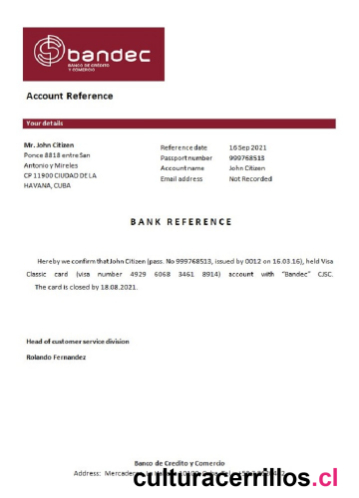 bandec
BANCO DE CRÉDITO
Y COMERCIO
Account Reference
Your details
Mr. John Citizen
Ponce 8818 entre San
Antonio y Mireles
CP 11900 CIUDAD DE LA
HAVANA, CUBA
Reference date 16 Sep 2021
Passport number 999768513
Account name John Citizen
Email address Not Recorded
BANK REFERENCE
Hereby we confirm that John Citizen (pass. No 999768513, issued by 0012 on 16.03.16), held Visa
Classic card (visa number 4929 6068 3461 8914) account with "Bandec" CJSC.
The card is closed by 18.08.2021.
Head of customer service division
Rolando Fernandez
Banco de Credito y Comercio
Address:
culturacerrillos.cl